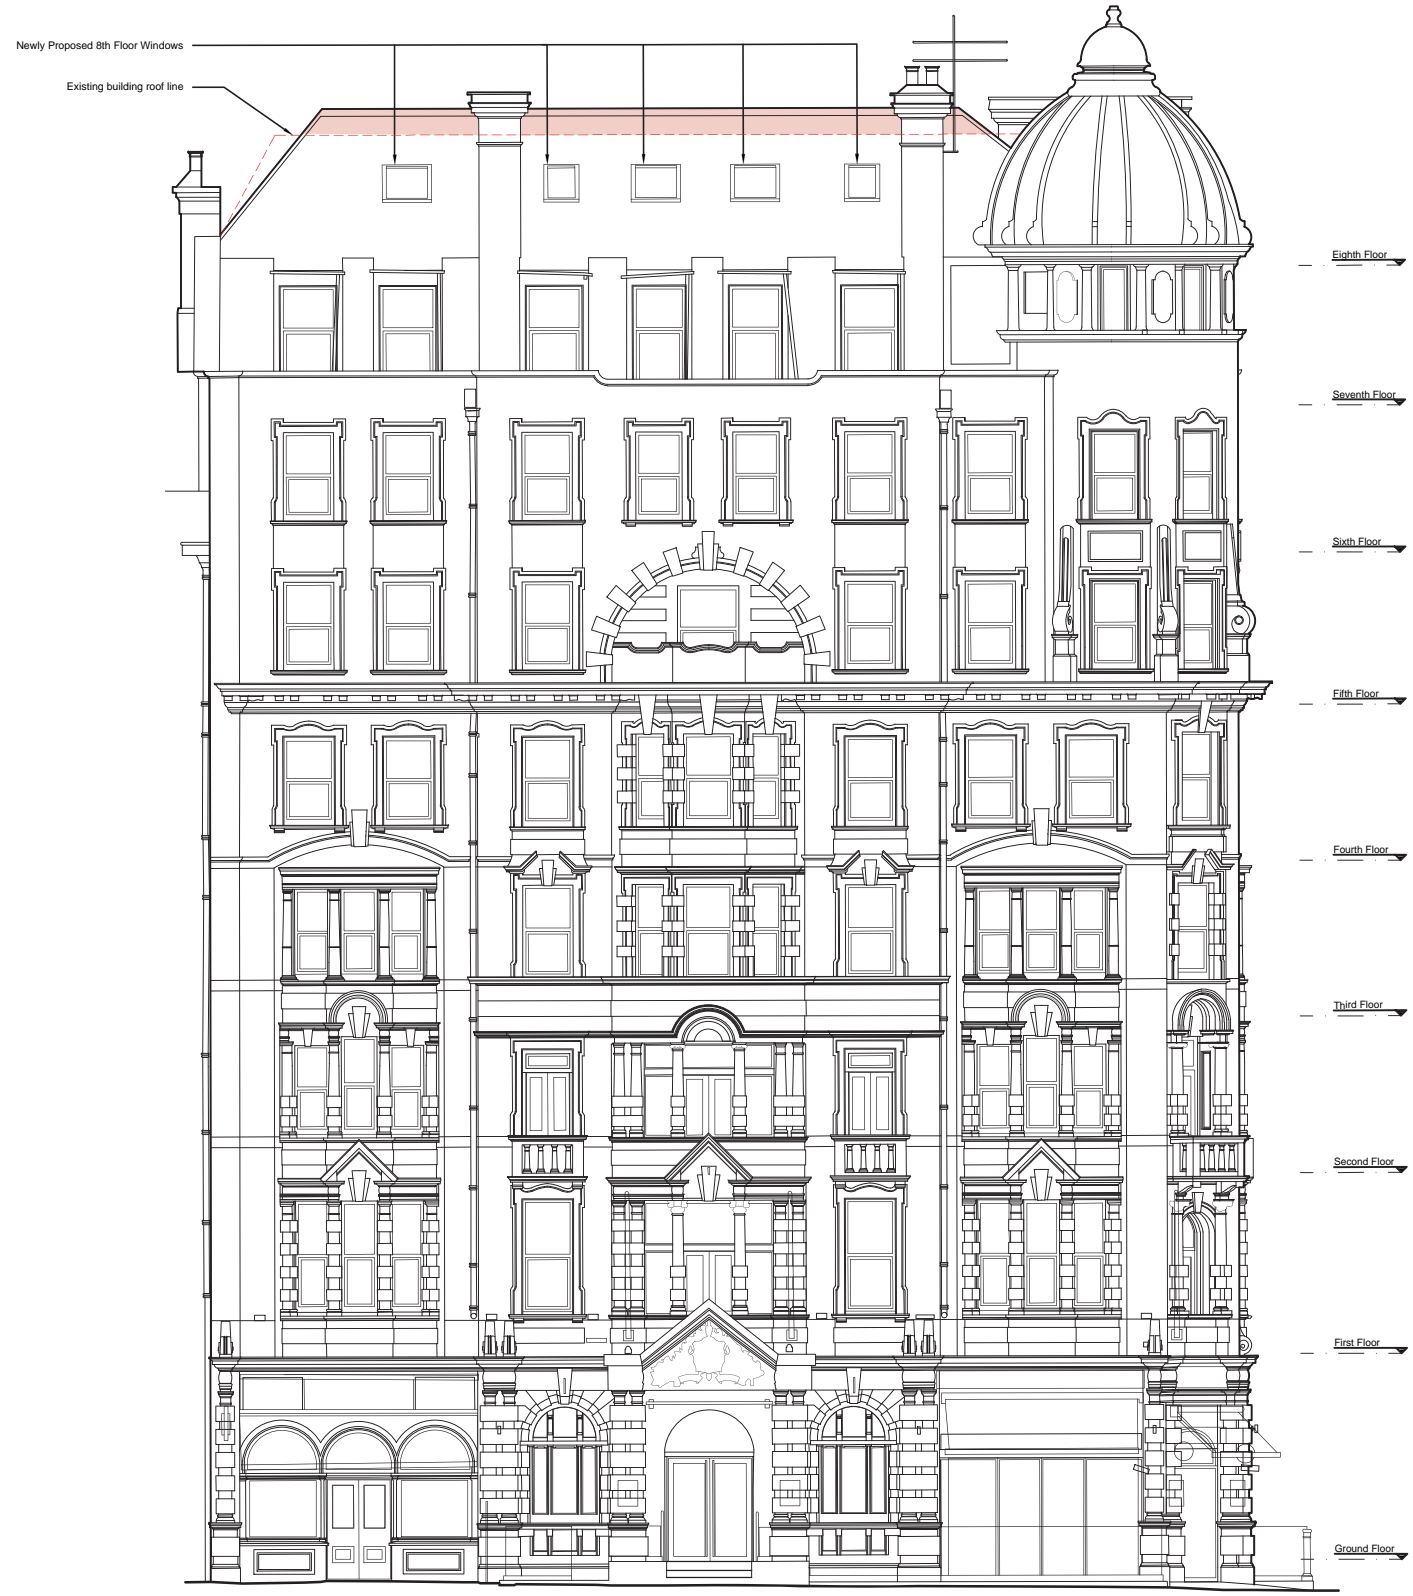 Newly Proposed 8th Floor Windows
Existing building roof line
Eighth Floor
Seventh Floor
Sixth Floor
Fifth Floor
Fourth Floor
Third Floor
Second Floor
First Floor
Ground Floor